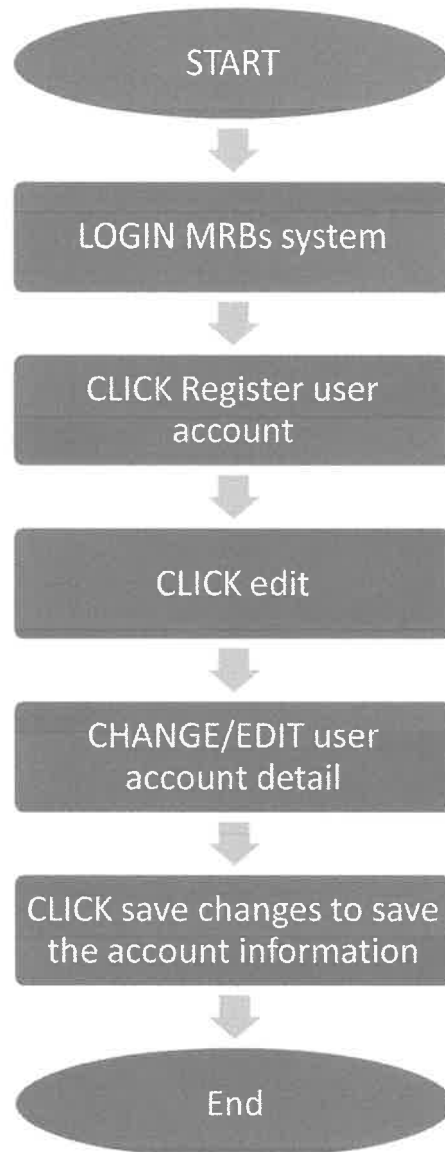 START
LOGIN MRBs system
CLICK Register user
account
CLICK edit
CHANGE/EDIT user
account detail
CLICK save changes to save
the account information
End